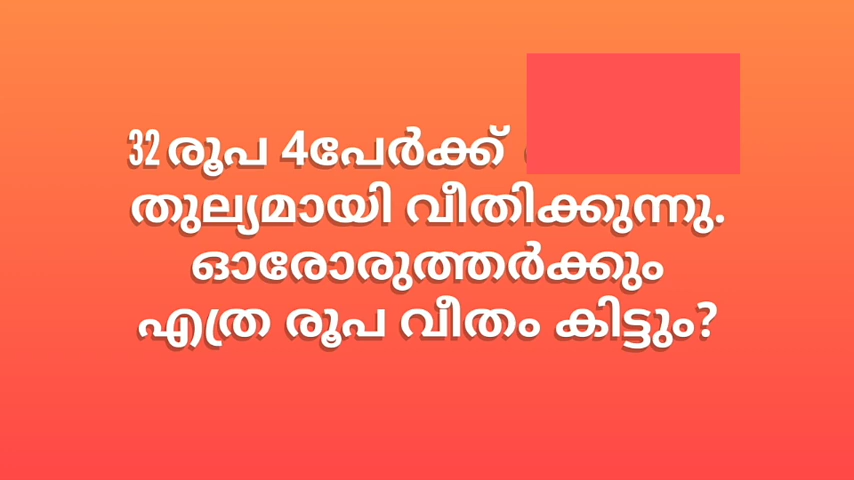 32 രൂപ 4പേർക്ക്
തുല്യമായി വീതിക്കുന്നു.
ഓരോരുത്തർക്കും
എത്ര രൂപ വീതം കിട്ടും?